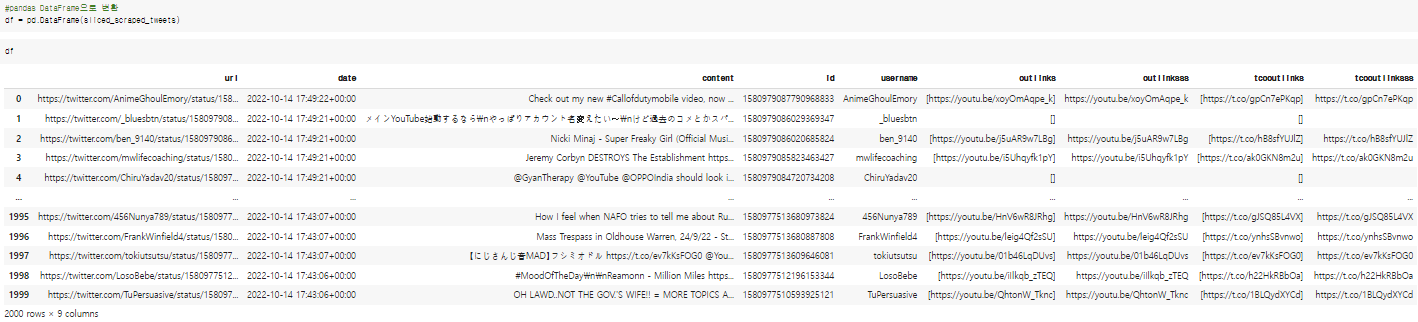 #pandas DataFrame으로 변환
df = pd.DataFrame(sliced_scraped_tweets)
df
url date content id username outlinks outlinksss tcooutlinks tcooutlinksss
0 https://twitter.com/AnimeGhoulEmory/status/158... 2022-10-14 17:49:22+00:00 Check out my new #Callofdutymobile video, now ... 1580979087790968833 AnimeGhoulEmory [https://youtu.be/xoyOmAqpe_k] https://youtu.be/xoyOmAqpe_k [https://t.co/gpCn7ePKqp] https://t.co/gpCn7ePKqp
1 https://twitter.com/_bluesbtn/status/158097908... 2022-10-14 17:49:21+00:00 メインYouTube始動するなら\nやっぱりアカウント名変えたい〜\nけど過去のコメとかスパ... 1580979086029369347 _bluesbtn [] []
2 https://twitter.com/ben_9140/status/1580979086... 2022-10-14 17:49:21+00:00 Nicki Minaj - Super Freaky Girl (Official Musi... 1580979086020685824 ben_9140 [https://youtu.be/j5uAR9w7LBg] https://youtu.be/j5uAR9w7LBg [https://t.co/hB8sfYUJlZ] https://t.co/hB8sfYUJlZ
3 https://twitter.com/mwlifecoaching/status/1580... 2022-10-14 17:49:21+00:00 Jeremy Corbyn DESTROYS The Establishment https... 1580979085823463427 mwlifecoaching [https://youtu.be/i5Uhqyfk1pY] https://youtu.be/i5Uhqyfk1pY [https://t.co/ak0GKN8m2u] https://t.co/ak0GKN8m2u
4 https://twitter.com/ChiruYadav20/status/158097... 2022-10-14 17:49:21+00:00 @GyanTherapy @YouTube @OPPOIndia should look i... 1580979084720734208 ChiruYadav20 [] []
... ... ... ... ... ... ... ... ... ...
1995 https://twitter.com/456Nunya789/status/1580977... 2022-10-14 17:43:07+00:00 How I feel when NAFO tries to tell me about Ru... 1580977513680973824 456Nunya789 [https://youtu.be/HnV6wR8JRhg] https://youtu.be/HnV6wR8JRhg [https://t.co/gJSQ85L4VX] https://t.co/gJSQ85L4VX
1996 https://twitter.com/FrankWinfield4/status/1580... 2022-10-14 17:43:07+00:00 Mass Trespass in Oldhouse Warren, 24/9/22 - St... 1580977513680887808 FrankWinfield4 [https://youtu.be/leig4Qf2sSU] https://youtu.be/leig4Qf2sSU [https://t.co/ynhsSBvnwo] https://t.co/ynhsSBvnwo
1997 https://twitter.com/tokiutsutsu/status/1580977... 2022-10-14 17:43:07+00:00 【にじさんじ音MAD】フシミオドル https://t.co/ev7kKsFOG0 @You... 1580977513609646081 tokiutsutsu [https://youtu.be/01b46LqDUvs] https://youtu.be/01b46LqDUvs [https://t.co/ev7kKsFOG0] https://t.co/ev7kKsFOG0
1998 https://twitter.com/LosoBebe/status/1580977512... 2022-10-14 17:43:06+00:00 #MoodOfTheDay\n\nReamonn - Million Miles https... 1580977512196153344 LosoBebe [https://youtu.be/iilkqb_zTEQ] https://youtu.be/iilkqb_zTEQ [https://t.co/h22HkRBbOa] https://t.co/h22HkRBbOa
1999 https://twitter.com/TuPersuasive/status/158097... 2022-10-14 17:43:06+00:00 OH LAWD..NOT THE GOV.'S WIFE!! = MORE TOPICS A... 1580977510593925121 TuPersuasive [https://youtu.be/QhtonW_Tknc] https://youtu.be/QhtonW_Tknc [https://t.co/1BLQydXYCd] https://t.co/1BLQydXYCd
2000 rows × 9 columns